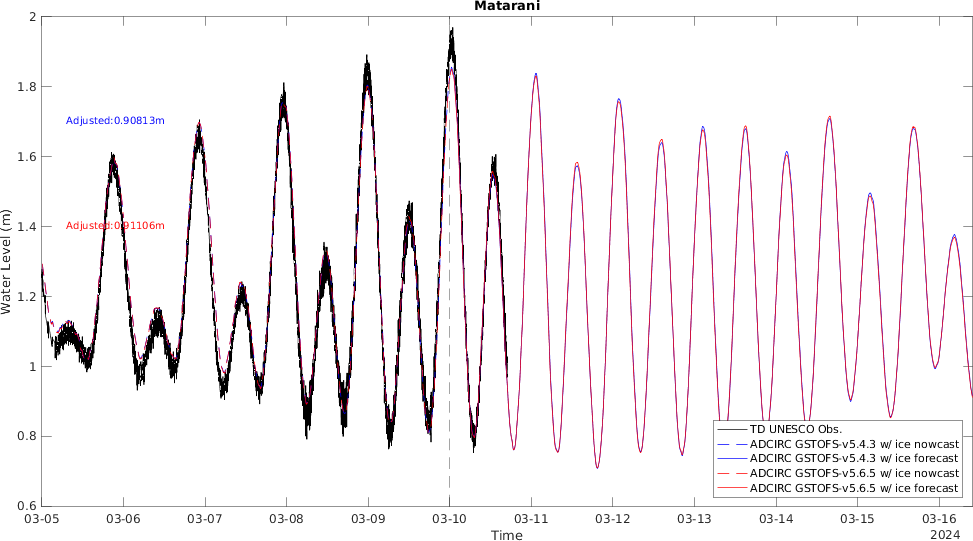 Matarani
2
1.8
1.6
1.4
1.2
1
0.8
0.6
Water Level (m)
Adjusted:0.90813m
Adjusted:0.91106m
TD UNESCO Obs.
ADCIRC GSTOFS-v5.4.3 w/ ice nowcast
ADCIRC GSTOFS-v5.4.3 w/ ice forecast
ADCIRC GSTOFS-v5.6.5 w/ ice nowcast
ADCIRC GSTOFS-v5.6.5 w/ ice forecast
03-05 03-06 03-07 03-08 03-09 03-10 03-11 03-12 03-13 03-14 03-15 03-16
Time
2024